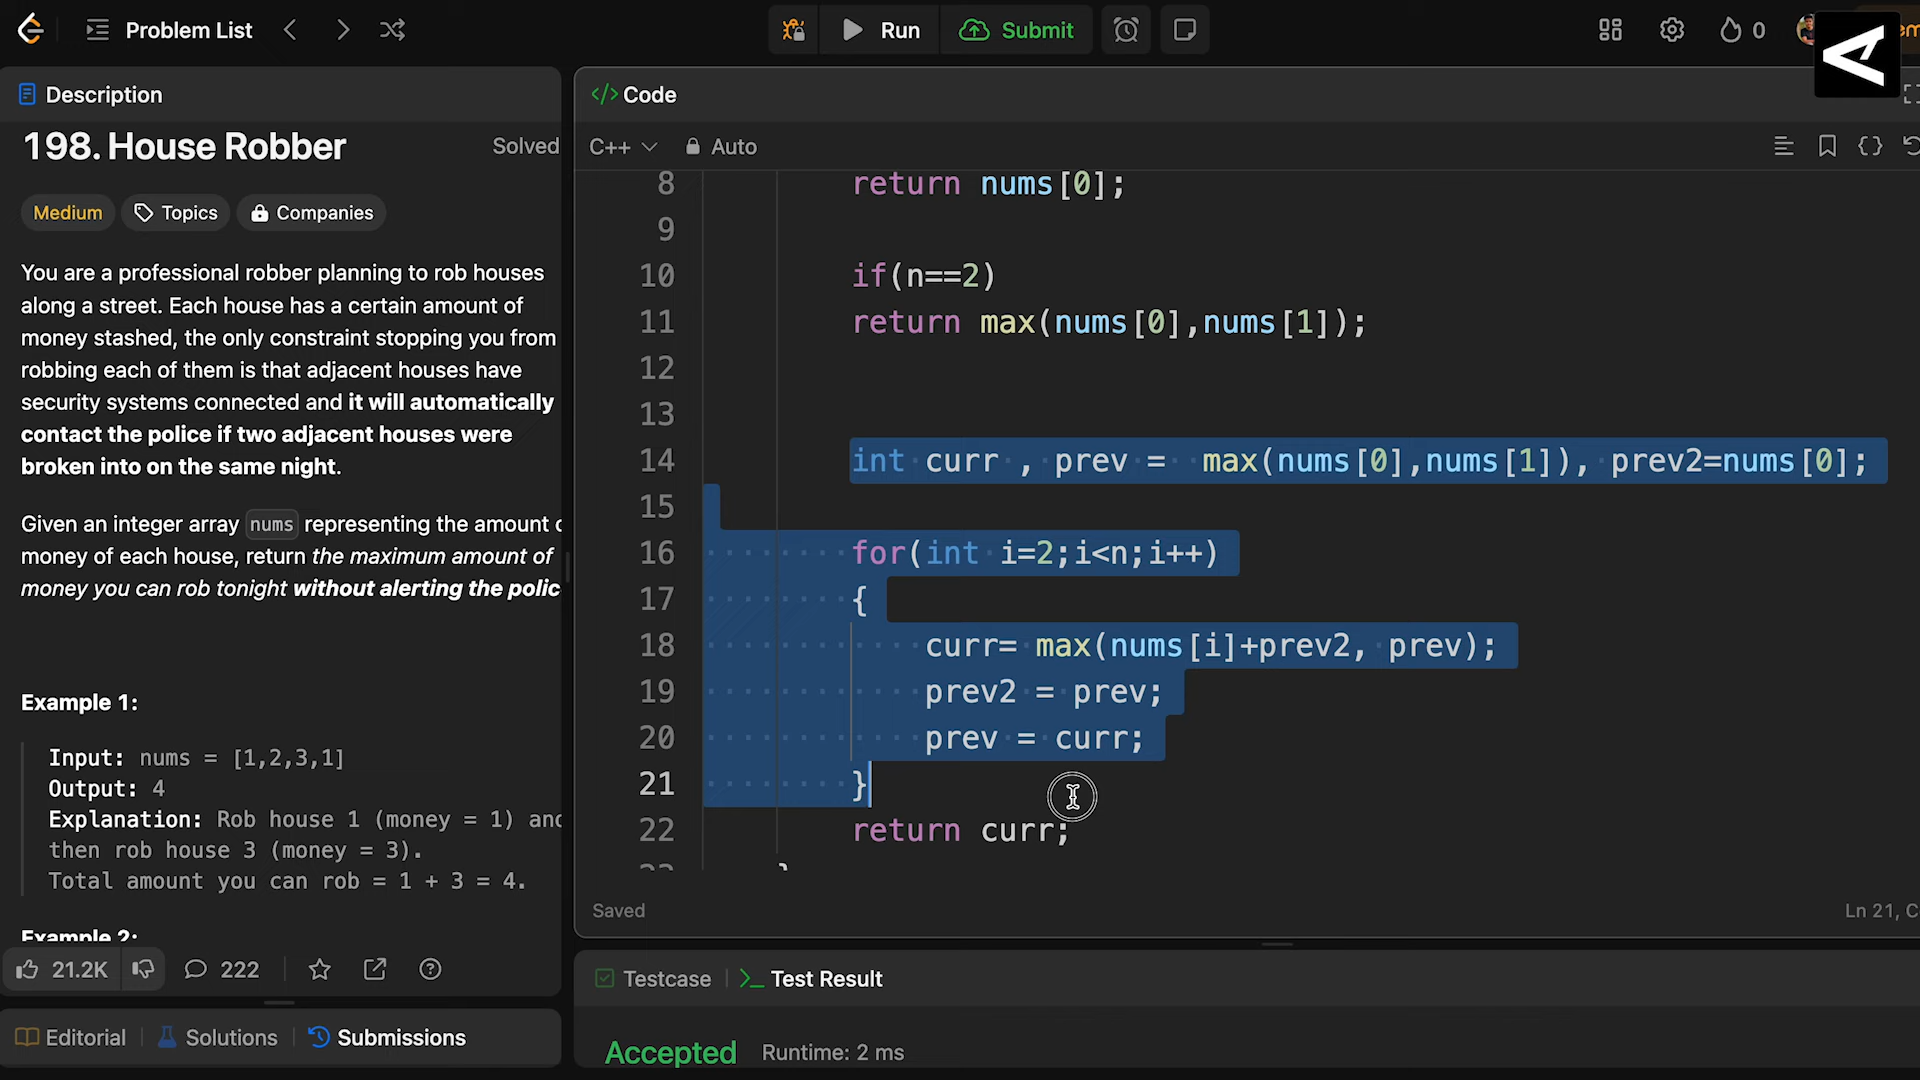 Problem List
Run
Submit
0
Description
198. House Robber
Solved
Medium
Topics
Companies
You are a professional robber planning to rob houses
along a street. Each house has a certain amount of
money stashed, the only constraint stopping you from
robbing each of them is that adjacent houses have
security systems connected and it will automatically
contact the police if two adjacent houses were
broken into on the same night.
Given an integer array nums representing the amount
money of each house, return the maximum amount of
money you can rob tonight without alerting the polic
Example 1:
Input: nums = [1,2,3,1]
Output: 4
Explanation: Rob house 1 (money = 1) and
then rob house 3 (money = 3).
Total amount you can rob = 1 + 3 = 4.
Example 2:
21.2K
222
Editorial
Solutions
Submissions
</> Code
C++
Auto
8 return nums[0];
9
10 if(n==2)
11 return max(nums[0],nums[1]);
12
13
14 int curr , prev =  max(nums[0],nums[1]), prev2=nums[0];
15
16 for(int i=2;i<n;i++)
17 {
18 curr= max(nums[i]+prev2, prev);
19 prev2 = prev;
20 prev = curr;
21 }
22 return curr;
23 }
Saved
Ln 21, C
Testcase
Test Result
Accepted
Runtime: 2 ms